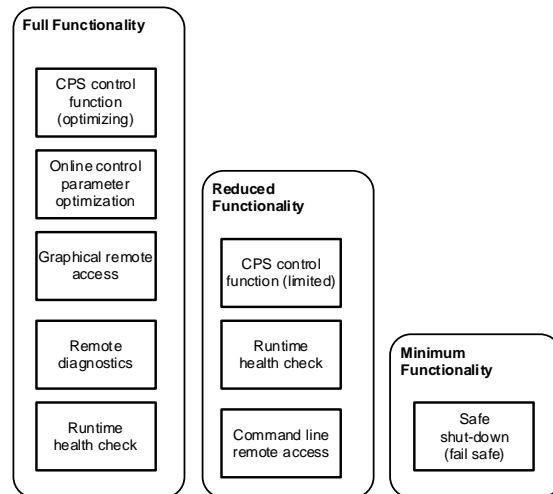 Full Functionality
CPS control
function
(optimizing)
Online control
parameter
optimization
Graphical remote
access
Remote
diagnostics
Runtime
health check
Reduced
Functionality
CPS control
function (limited)
Runtime
health check
Command line
remote access
Minimum
Functionality
Safe
shut-down
(fail safe)